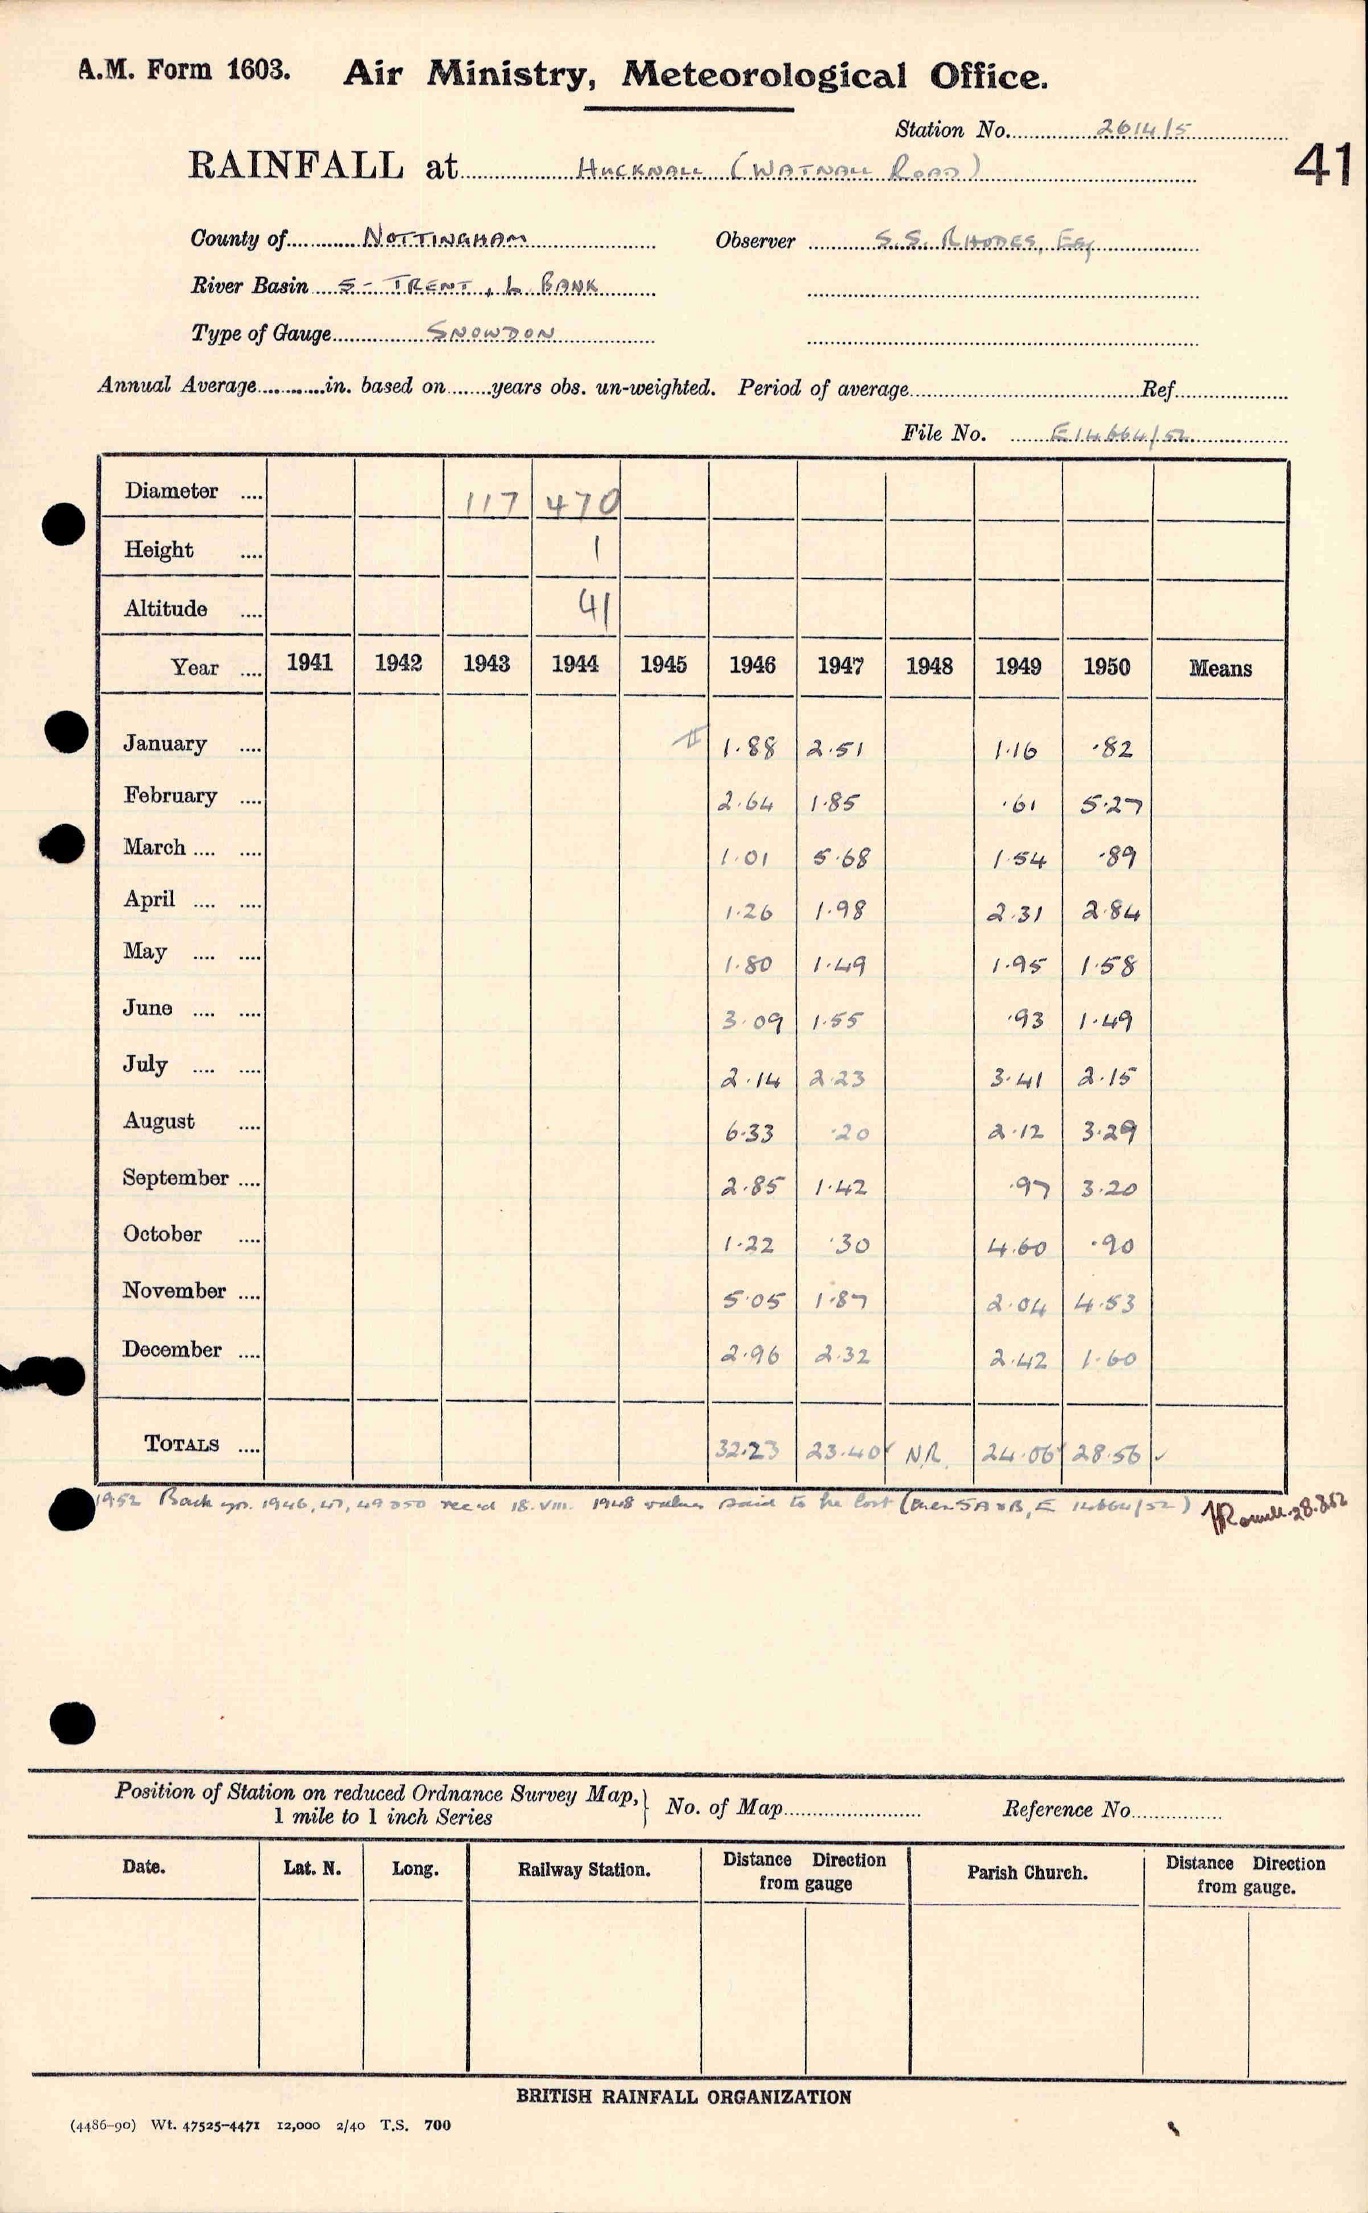 A.M. Form 1603. Air Ministry, Meteorological Office.
Station No. 2614/5
41
RAINFALL at HUCKNALL (WATNALL ROAD)
County of NOTTINGHAM Observer S.S. RHODES, Esq
River Basin 5 - TRENT, L. BANK
Type of Gauge SNOWDON
Annual Average in. based on years obs. un-weighted. Period of average Ref.
File No. E14664/52
Diameter 117 470
Height 1
Altitude 41
Year 1941 1942 1943 1944 1945 1946 1947 1948 1949 1950 Means
January 1.88 2.51 1.16 .82
February 2.64 1.85 .61 5.27
March 1.01 5.68 1.54 .89
April 1.26 1.98 2.31 2.84
May 1.80 1.49 1.95 1.58
June 3.09 1.55 .93 1.49
July 2.14 2.23 3.41 2.15
August 6.33 .20 2.12 3.29
September 2.85 1.42 .97 3.20
October 1.22 .30 4.60 .90
November 5.05 1.87 2.04 4.53
December 2.96 2.32 2.42 1.60
TOTALS 32.23 23.40 N.R. 24.06 28.56
1952 Back yrs. 1946, 47, 49 & 50 rec'd 18.VIII. 1948 values said to be lost (E 14664/52) 28.8.52
Position of Station on reduced Ordnance Survey Map, 1 mile to 1 inch Series } No. of Map Reference No.
Date. Lat. N. Long. Railway Station. Distance from gauge Direction Parish Church. Distance from gauge. Direction
BRITISH RAINFALL ORGANIZATION
(4486-90) Wt. 47525-4471 12,000 2/40 T.S. 700